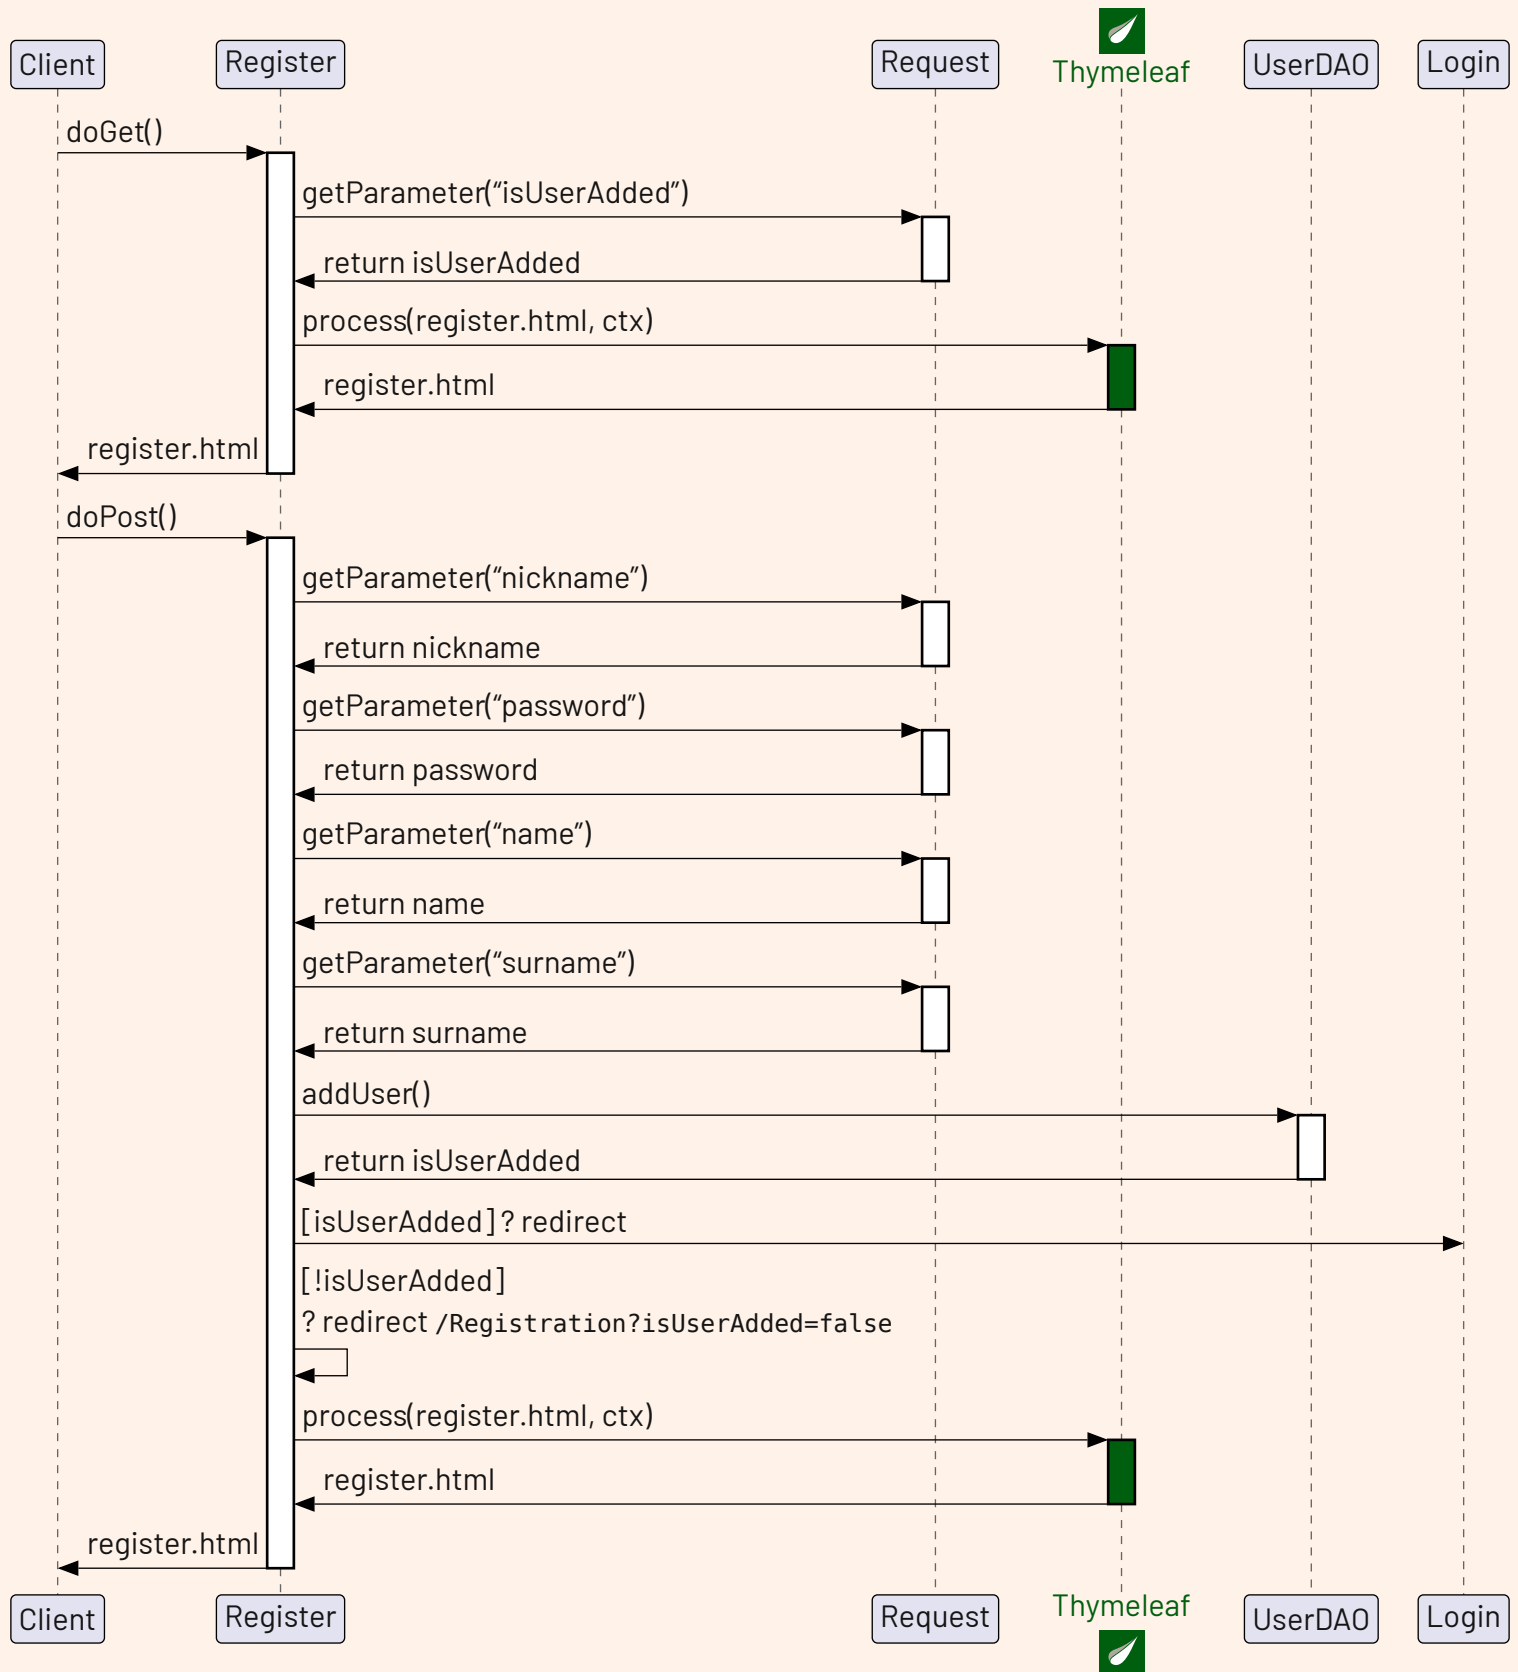 Client
Register
Request
Thymeleaf
UserDAO
Login
doGet()
getParameter(“isUserAdded”)
return isUserAdded
process(register.html, ctx)
register.html
register.html
doPost()
getParameter(“nickname”)
return nickname
getParameter(“password”)
return password
getParameter(“name”)
return name
getParameter(“surname”)
return surname
addUser()
return isUserAdded
[isUserAdded]? redirect
[!isUserAdded]
? redirect /Registration?isUserAdded=false
process(register.html, ctx)
register.html
register.html
Client
Register
Request
Thymeleaf
UserDAO
Login